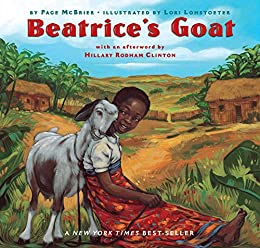 BY PAGE MCBRIER • ILLUSTRATED BY LORI LOHSTOETER
Beatrice's Goat
with an afterword by
HILLARY RODHAM CLINTON
A NEW YORK TIMES BEST-SELLER